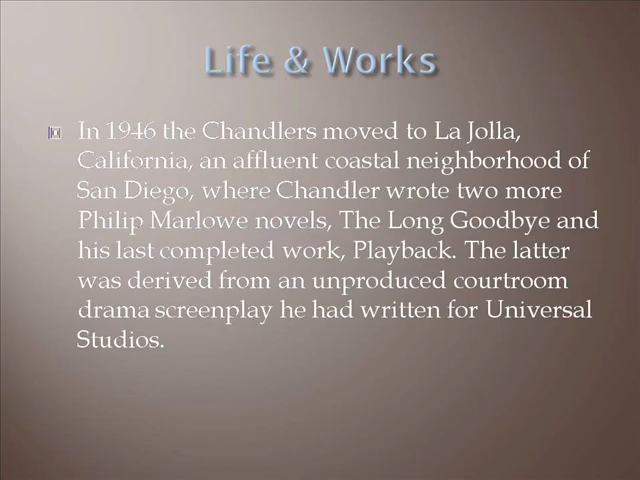 Life & Works
In 1946 the Chandlers moved to La Jolla,
California, an affluent coastal neighborhood of
San Diego, where Chandler wrote two more
Philip Marlowe novels, The Long Goodbye and
his last completed work, Playback. The latter
was derived from an unproduced courtroom
drama screenplay he had written for Universal
Studios.